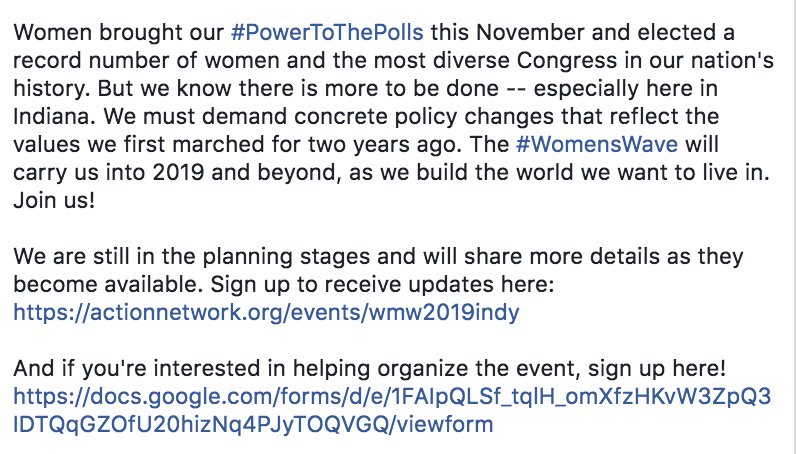 Women brought our #PowerToThePolls this November and elected a
record number of women and the most diverse Congress in our nation's
history. But we know there is more to be done -- especially here in
Indiana. We must demand concrete policy changes that reflect the
values we first marched for two years ago. The #WomensWave will
carry us into 2019 and beyond, as we build the world we want to live in.
Join us!
We are still in the planning stages and will share more details as they
become available. Sign up to receive updates here:
https://actionnetwork.org/events/wmw2019indy
And if you're interested in helping organize the event, sign up here!
https://docs.google.com/forms/d/e/1FAIpQLSf_tqlH_omXfzHKvW3ZpQ3
IDTQqGZOfU20hizNq4PJyTOQVGQ/viewform